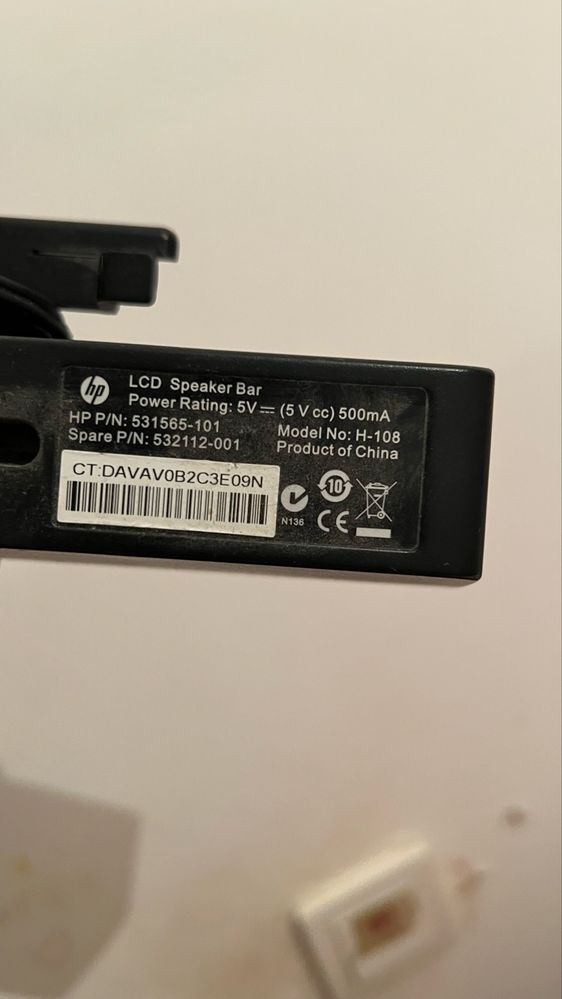 hp
LCD Speaker Bar
Power Rating: 5V⎓ (5 V cc) 500mA
HP P/N: 531565-101
Model No: H-108
Spare P/N: 532112-001
Product of China
CT:DAVAV0B2C3E09N
10
N136
CE